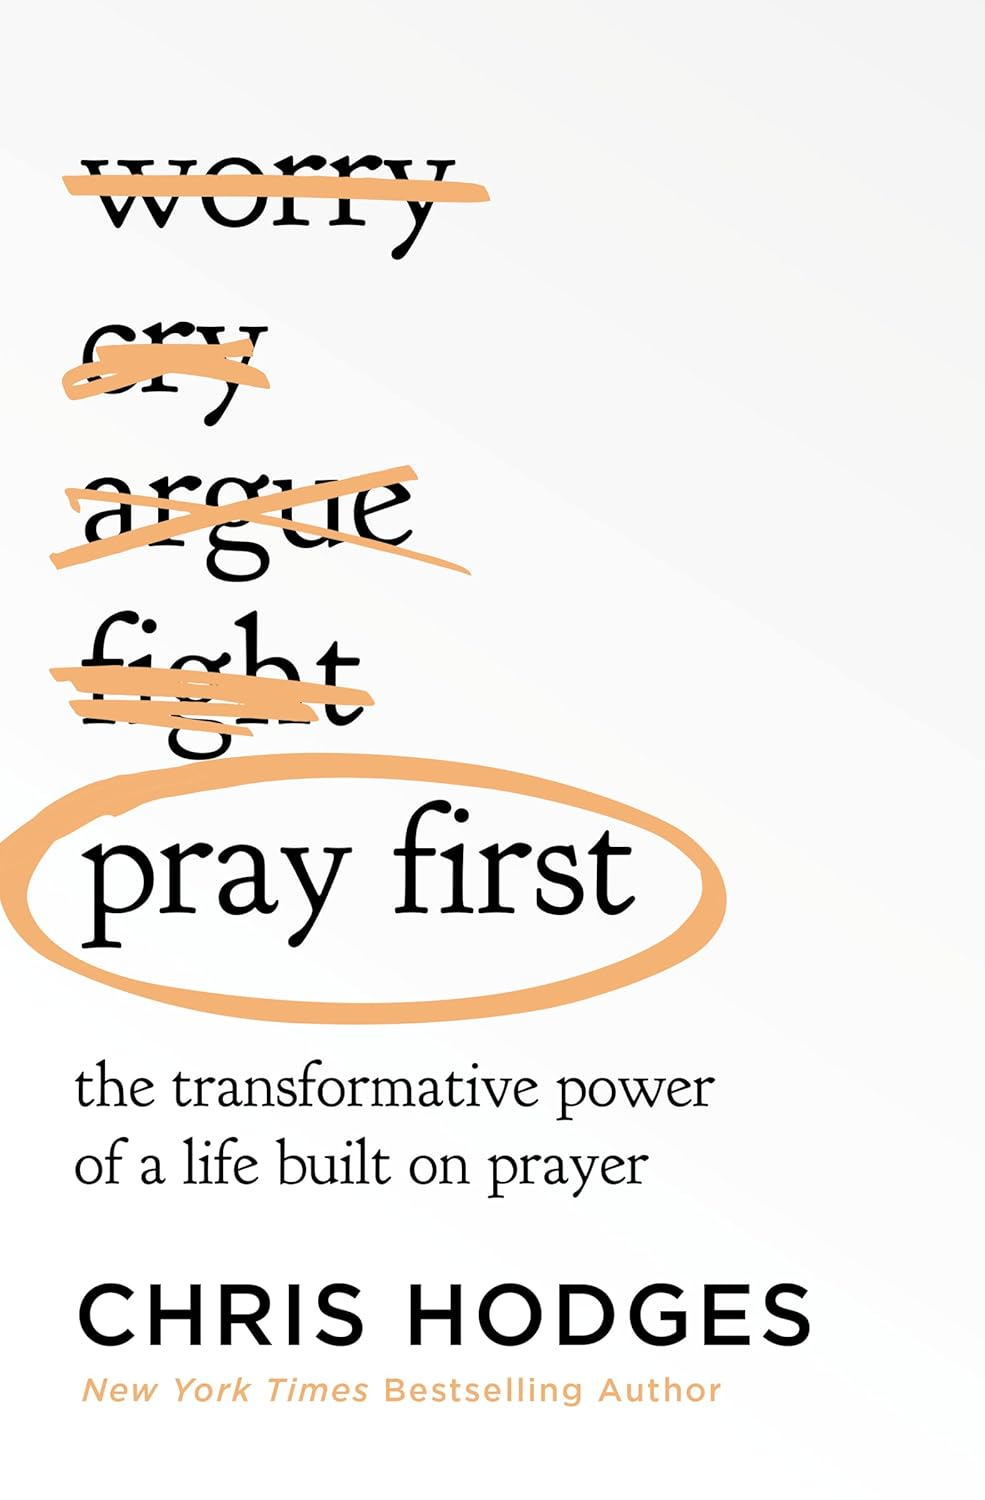 worry
cry
argue
fight
pray first
the transformative power
of a life built on prayer
CHRIS HODGES
New York Times Bestselling Author